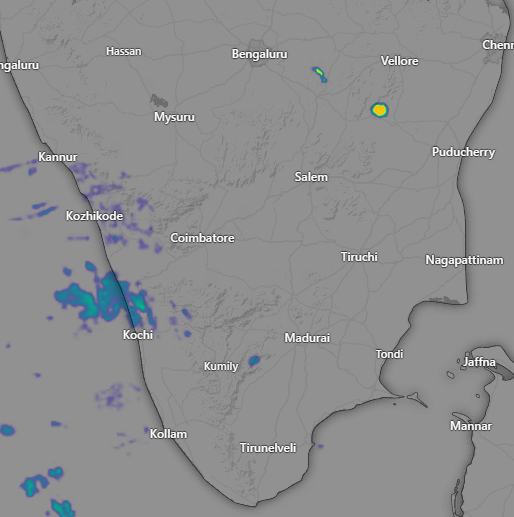 Hassan
Bengaluru
Chenn
ngaluru
Vellore
Mysuru
Kannur
Puducherry
Salem
Kozhikode
Coimbatore
Tiruchi
Nagapattinam
Kochi
Madurai
Tondi
Kumily
Jaffna
Mannar
Kollam
Tirunelveli